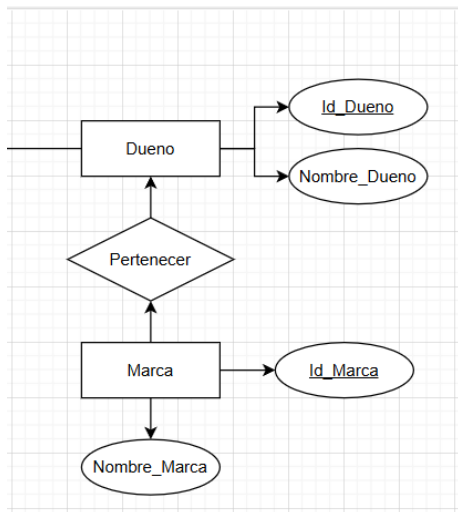 Id_Dueno
Dueno
Nombre_Dueno
Pertenecer
Marca
Id_Marca
Nombre_Marca